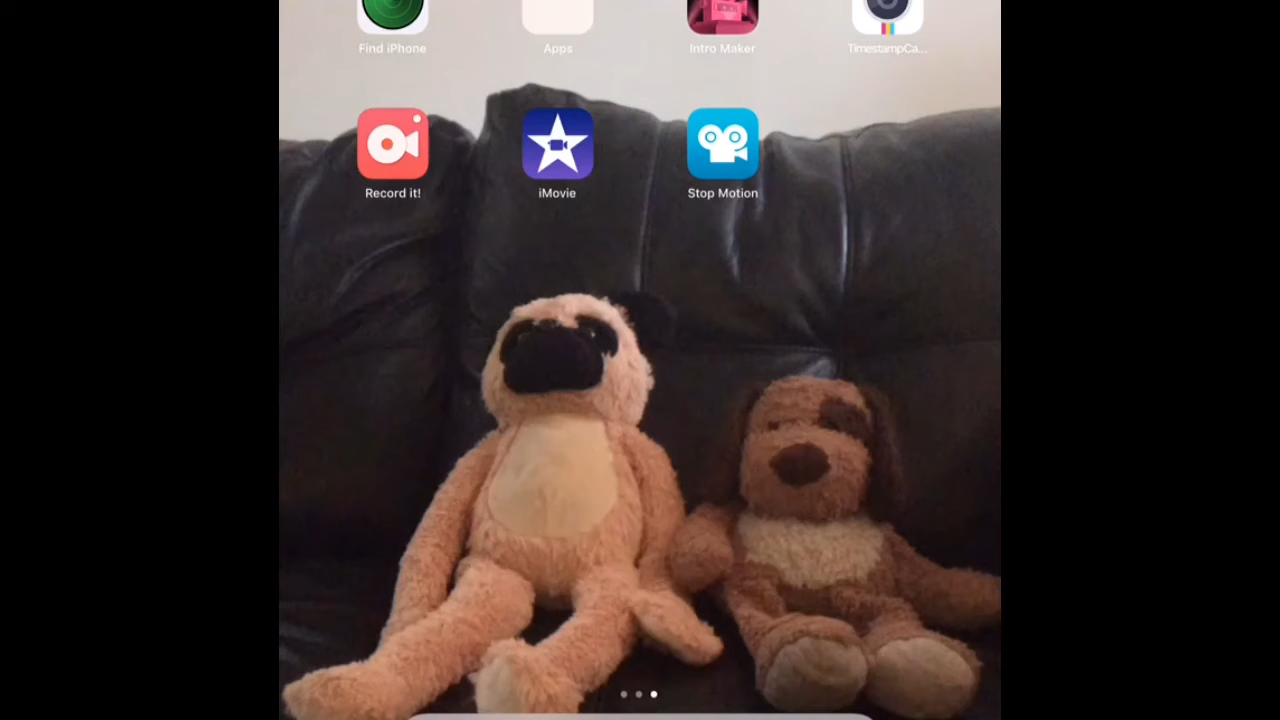 Find iPhone Apps Intro Maker TimestampCa...
Record it! iMovie Stop Motion